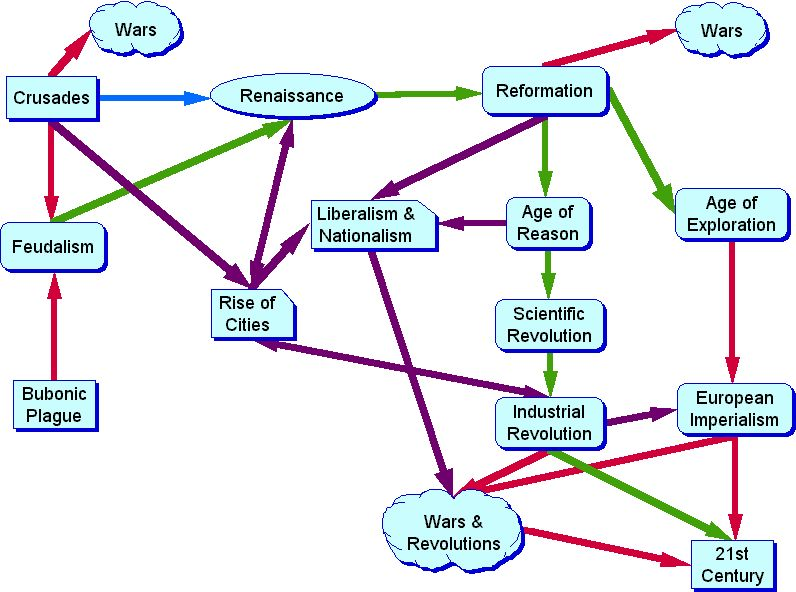 Wars
Wars
Crusades
Renaissance
Reformation
Feudalism
Liberalism &
Nationalism
Age of
Reason
Age of
Exploration
Rise of
Cities
Scientific
Revolution
Bubonic
Plague
Industrial
Revolution
European
Imperialism
Wars &
Revolutions
21st
Century